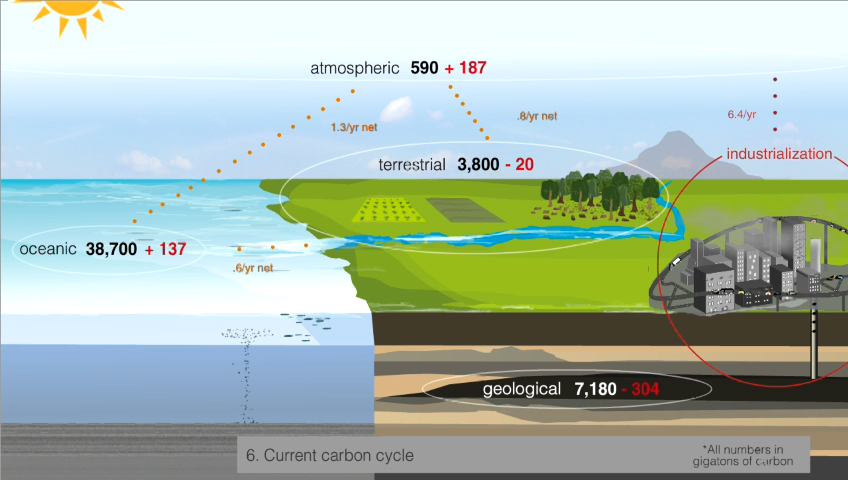 atmospheric 590 + 187
1.3/yr net
.8/yr net
6.4/yr
terrestrial 3,800 - 20
industrialization
oceanic 38,700 + 137
.6/yr net
geological 7,180 - 304
6. Current carbon cycle
*All numbers in
gigatons of carbon